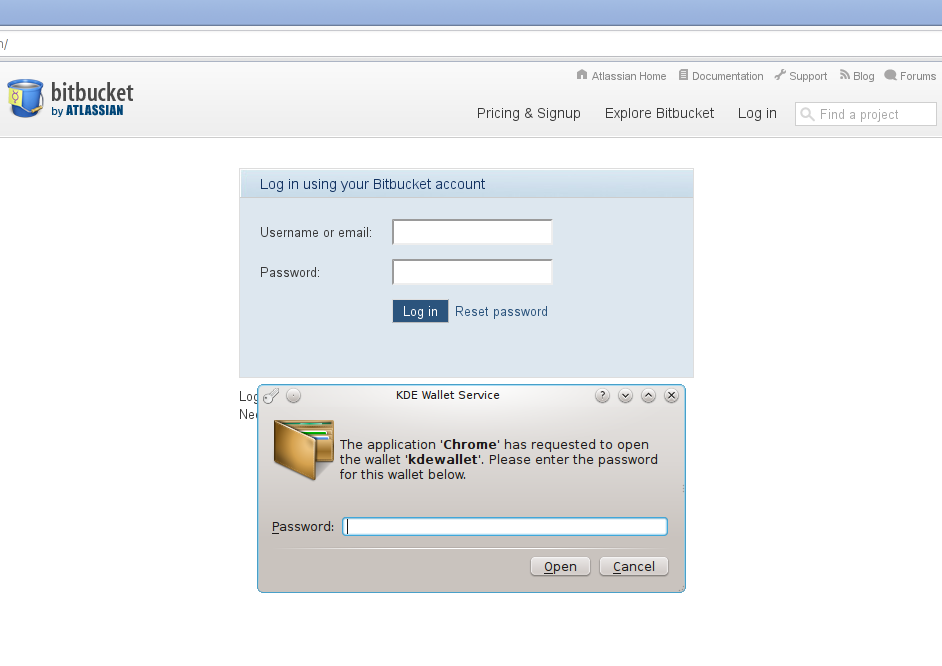 n/
Atlassian Home Documentation Support Blog Forums
bitbucket
by ATLASSIAN
Pricing & Signup Explore Bitbucket Log in Find a project
Log in using your Bitbucket account
Username or email:
Password:
Log in Reset password
Log
Nee
KDE Wallet Service
The application 'Chrome' has requested to open
the wallet 'kdewallet'. Please enter the password
for this wallet below.
Password:
Open Cancel